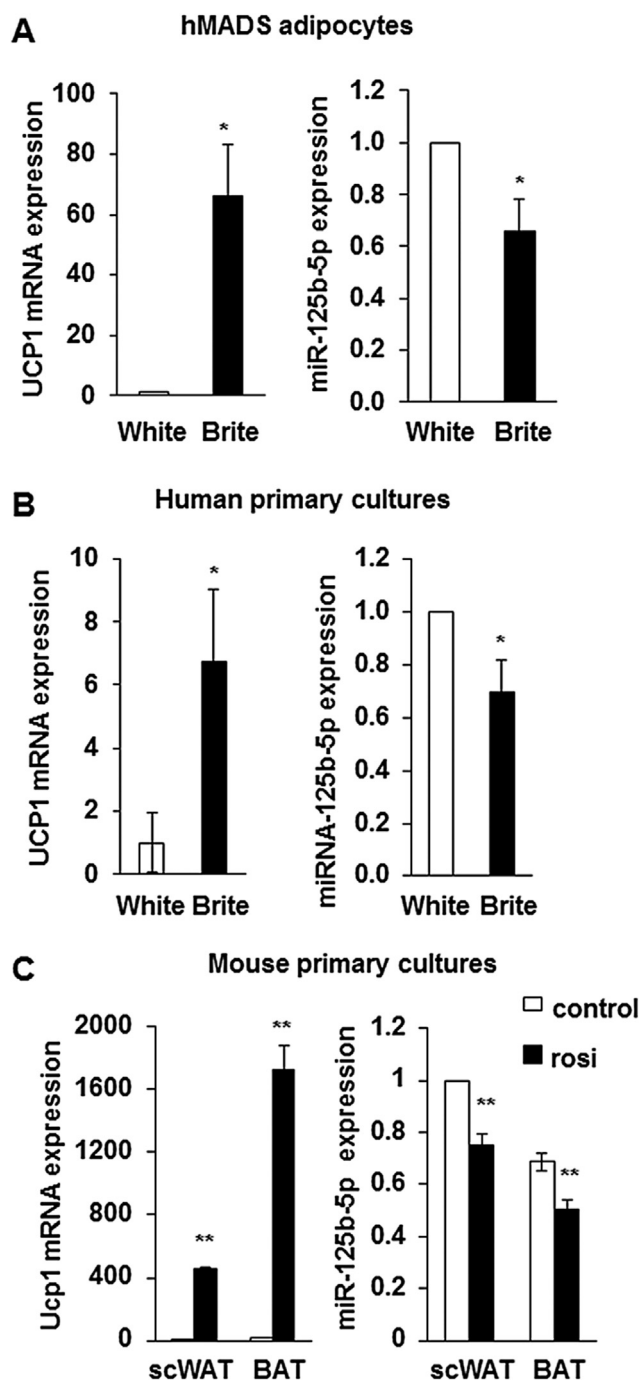 A
hMADS adipocytes
UCP1 mRNA expression
100
80
60
40
20
0
*
White Brite
miR-125b-5p expression
1.2
1.0
0.8
0.6
0.4
0.2
0.0
*
White Brite
B
Human primary cultures
UCP1 mRNA expression
10
8
6
4
2
0
*
White Brite
miRNA-125b-5p expression
1.2
1.0
0.8
0.6
0.4
0.2
0.0
*
White Brite
C
Mouse primary cultures
Ucp1 mRNA expression
2000
1600
1200
800
400
0
**
**
scWAT BAT
miR-125b-5p expression
1.2
1
0.8
0.6
0.4
0.2
0
**
**
scWAT BAT
control
rosi